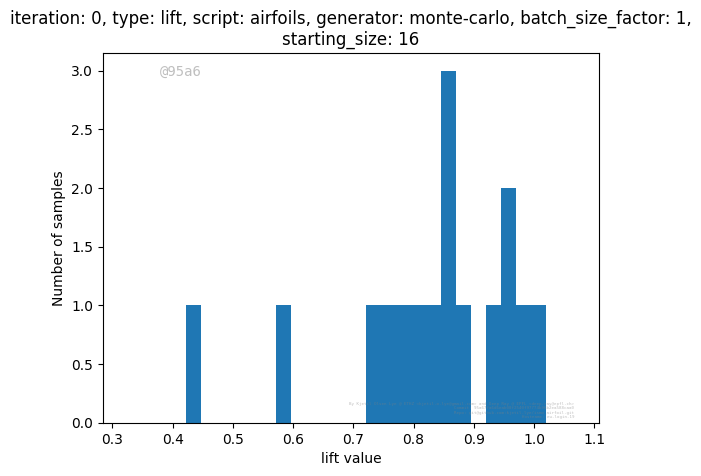 iteration: 0, type: lift, script: airfoils, generator: monte-carlo, batch_size_factor: 1,
starting_size: 16
@95a6
3.0
2.5
2.0
1.5
1.0
0.5
0.0
Number of samples
0.3 0.4 0.5 0.6 0.7 0.8 0.9 1.0 1.1
lift value